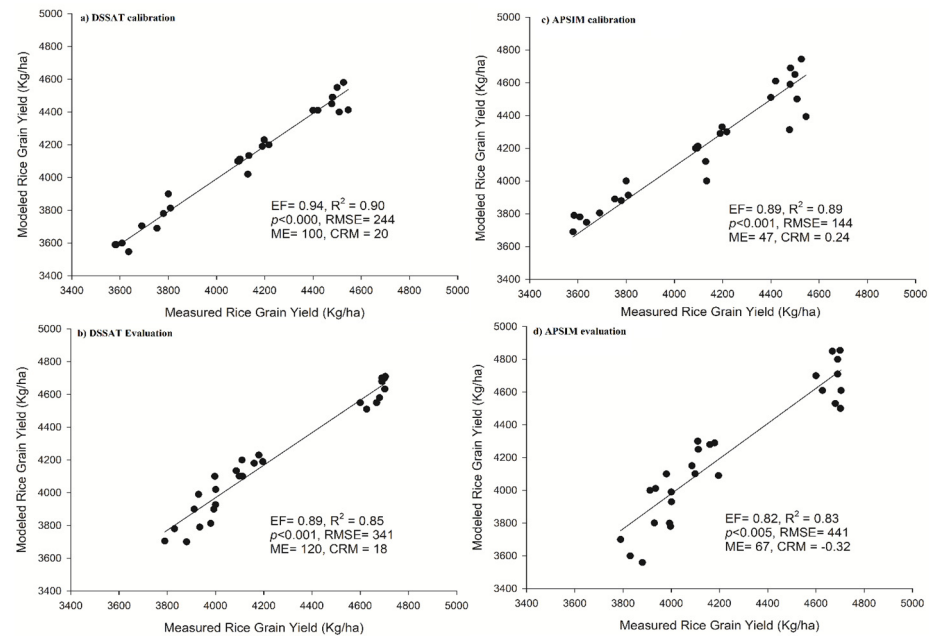 a) DSSAT calibration
5000
4800
4600
4400
4200
4000
3800
3600
3400
Modeled Rice Grain Yield (Kg/ha)
EF= 0.94, R² = 0.90
p<0.000, RMSE= 244
ME= 100, CRM = 20
3400 3600 3800 4000 4200 4400 4600 4800 5000
Measured Rice Grain Yield (Kg/ha)
c) APSIM calibration
5000
4800
4600
4400
4200
4000
3800
3600
3400
Modeled Rice Grain Yield (Kg/ha)
EF= 0.89, R² = 0.89
p<0.001, RMSE= 144
ME= 47, CRM = 0.24
3400 3600 3800 4000 4200 4400 4600 4800 5000
Measured Rice Grain Yield (Kg/ha)
b) DSSAT Evaluation
5000
4800
4600
4400
4200
4000
3800
3600
3400
Modeled Rice Grain Yield (Kg/ha)
EF= 0.89, R² = 0.85
p<0.001, RMSE= 341
ME= 120, CRM = 18
3400 3600 3800 4000 4200 4400 4600 4800 5000
Measured Rice Grain Yield (Kg/ha)
d) APSIM evaluation
5000
4800
4600
4400
4200
4000
3800
3600
3400
Modeled Rice Grain Yield (Kg/ha)
EF= 0.82, R² = 0.83
p<0.005, RMSE= 441
ME= 67, CRM = -0.32
3400 3600 3800 4000 4200 4400 4600 4800 5000
Measured Rice Grain Yield (Kg/ha)